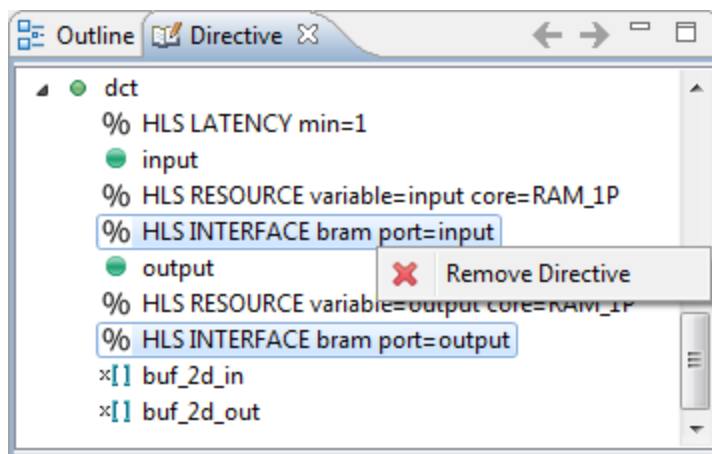 Outline Directive
dct
% HLS LATENCY min=1
input
% HLS RESOURCE variable=input core=RAM_1P
% HLS INTERFACE bram port=input
output
Remove Directive
% HLS RESOURCE variable=output core=RAM_1P
% HLS INTERFACE bram port=output
×[] buf_2d_in
×[] buf_2d_out